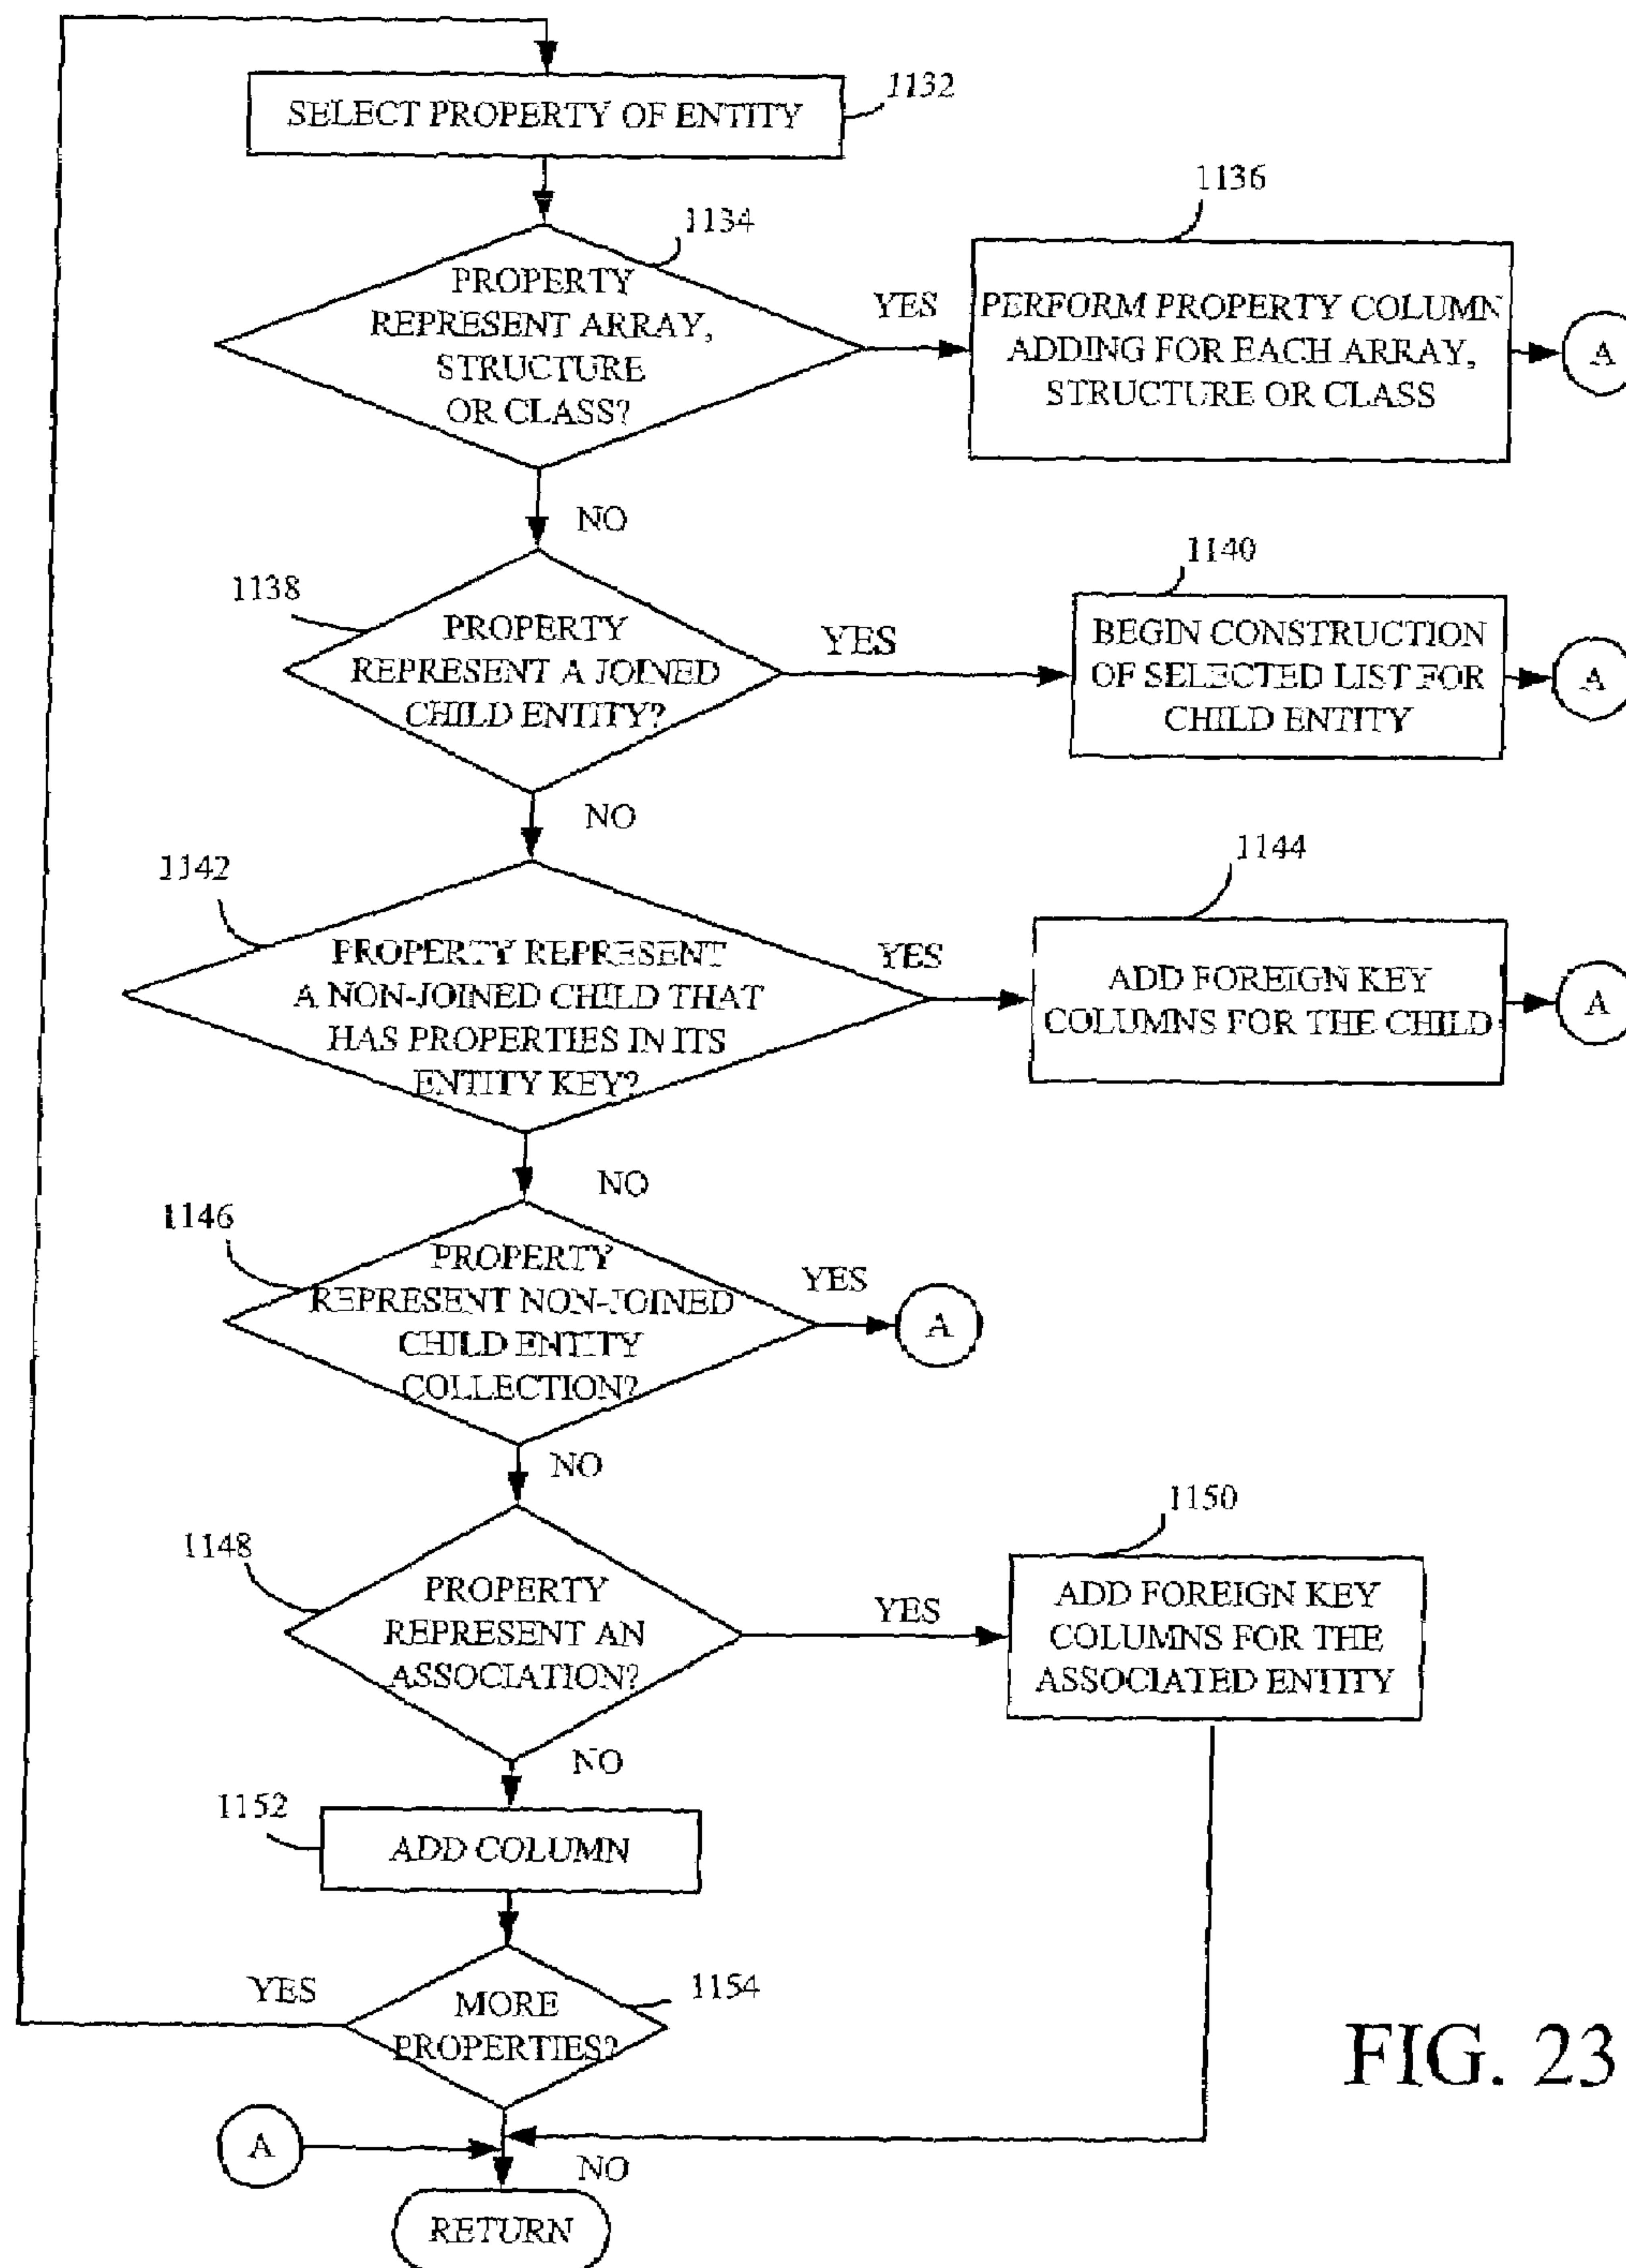 SELECT PROPERTY OF ENTITY
1132
1134
PROPERTY
REPRESENT ARRAY,
STRUCTURE
OR CLASS?
YES
1136
PERFORM PROPERTY COLUMN
ADDING FOR EACH ARRAY,
STRUCTURE OR CLASS
A
NO
1138
PROPERTY
REPRESENT A JOINED
CHILD ENTITY?
YES
1140
BEGIN CONSTRUCTION
OF SELECTED LIST FOR
CHILD ENTITY
A
NO
1142
PROPERTY REPRESENT
A NON-JOINED CHILD THAT
HAS PROPERTIES IN ITS
ENTITY KEY?
YES
1144
ADD FOREIGN KEY
COLUMNS FOR THE CHILD
A
NO
1146
PROPERTY
REPRESENT NON-JOINED
CHILD ENTITY
COLLECTION?
YES
A
NO
1148
PROPERTY
REPRESENT AN
ASSOCIATION?
YES
1150
ADD FOREIGN KEY
COLUMNS FOR THE
ASSOCIATED ENTITY
NO
1152
ADD COLUMN
YES
MORE
PROPERTIES?
1154
A
NO
RETURN
FIG. 23